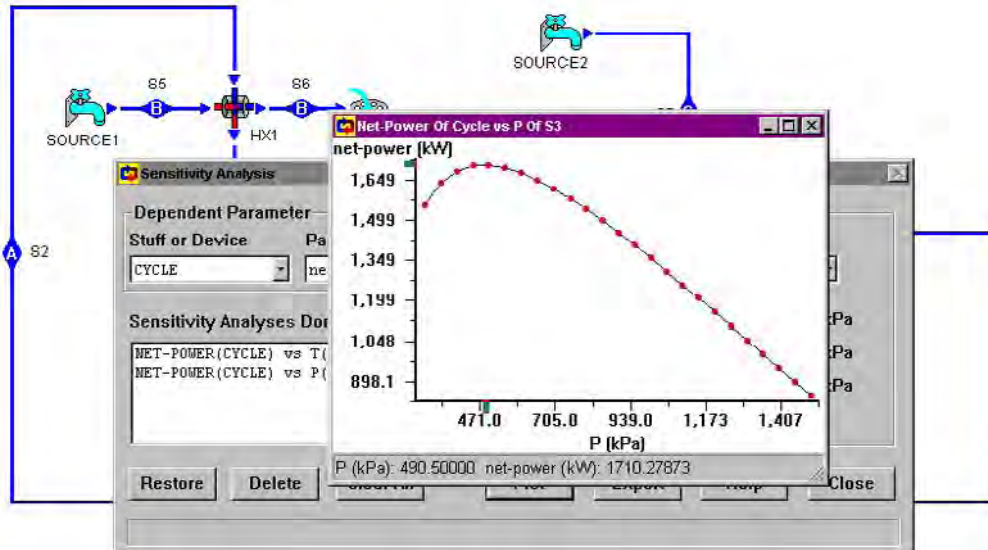 SOURCE2
S5
S6
B
B
SOURCE1
HX1
A
S2
Net-Power Of Cycle vs P Of S3
net-power (kW)
1,649
1,499
1,349
1,199
1,048
898.1
471.0
705.0
939.0
1,173
1,407
P (kPa)
P (kPa): 490.50000 net-power (kW): 1710.27873
Sensitivity Analysis
Dependent Parameter
Stuff or Device
Pa
CYCLE
ne
kPa
kPa
kPa
Sensitivity Analyses Do
NET-POWER(CYCLE) vs T(
NET-POWER(CYCLE) vs P(
Restore
Delete
Help
Close